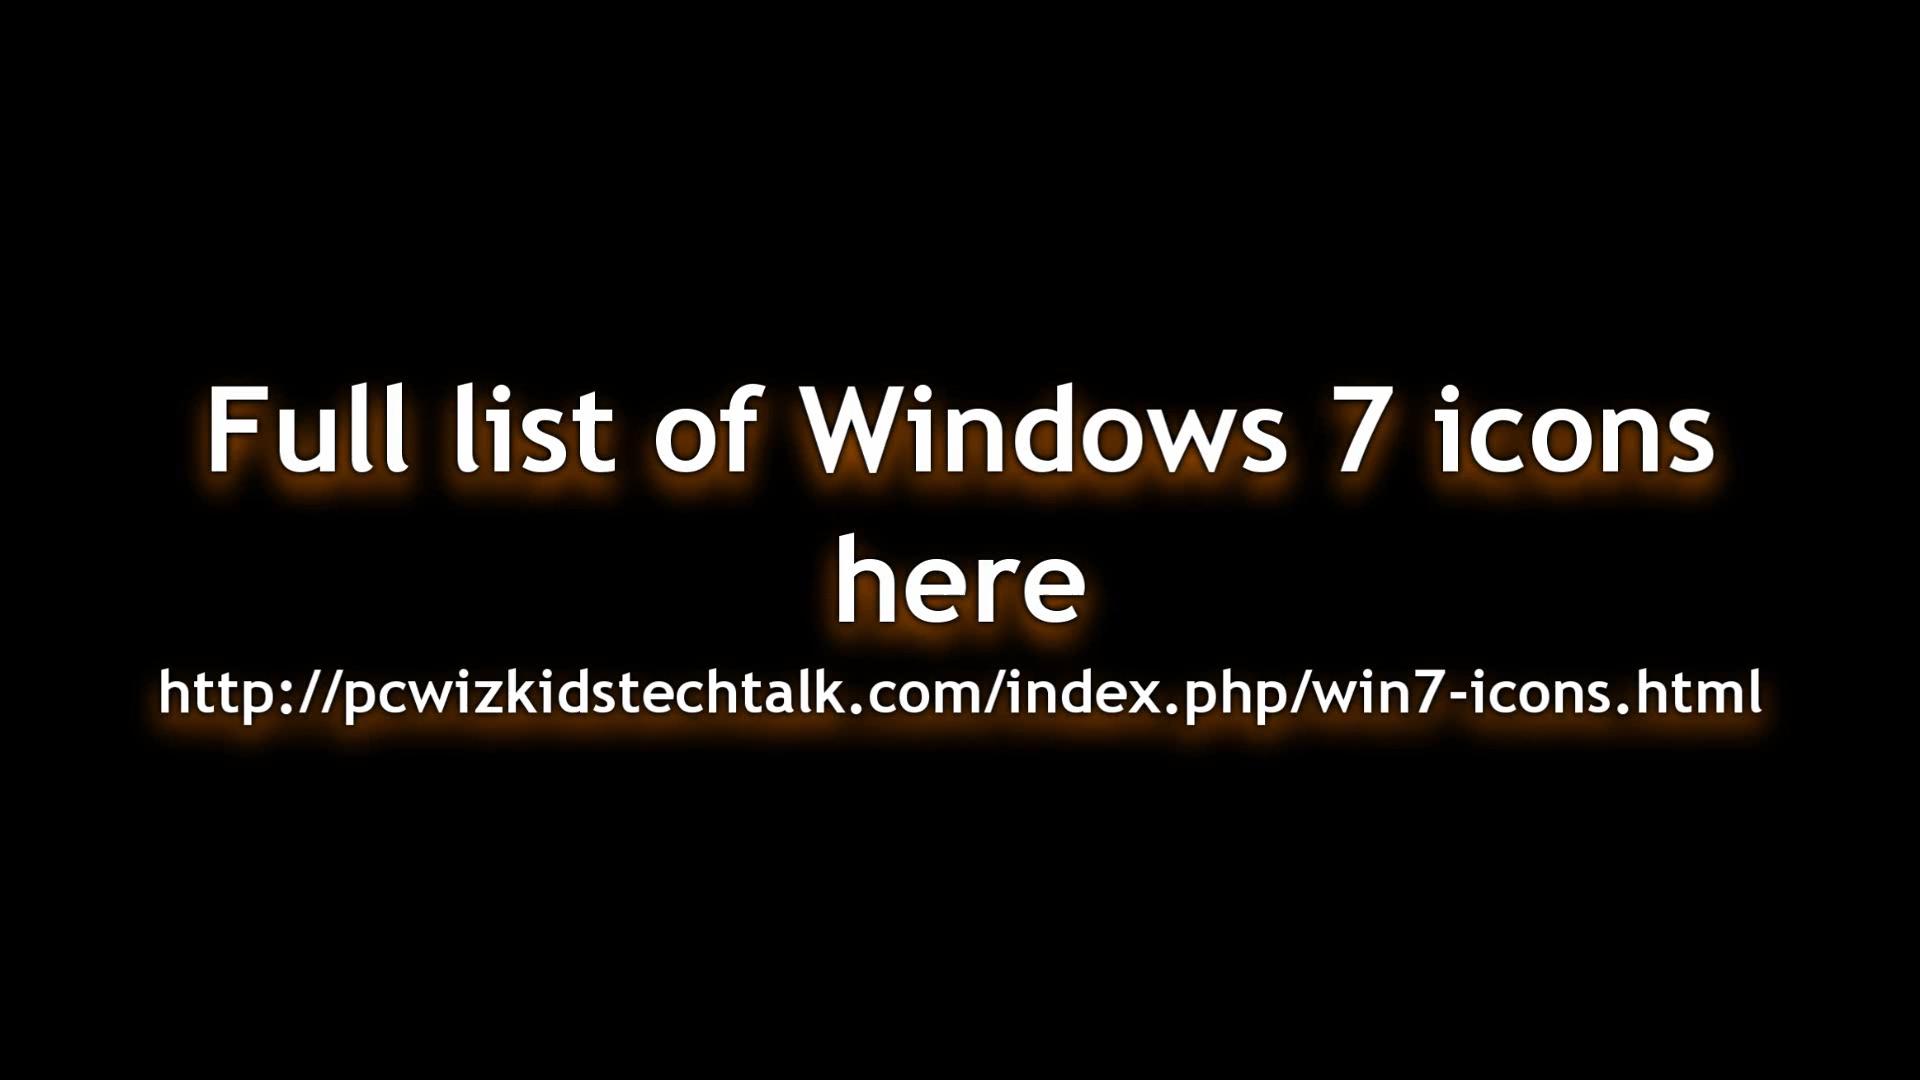 Full list of Windows 7 icons
here
http://pcwizkidstechtalk.com/index.php/win7-icons.html